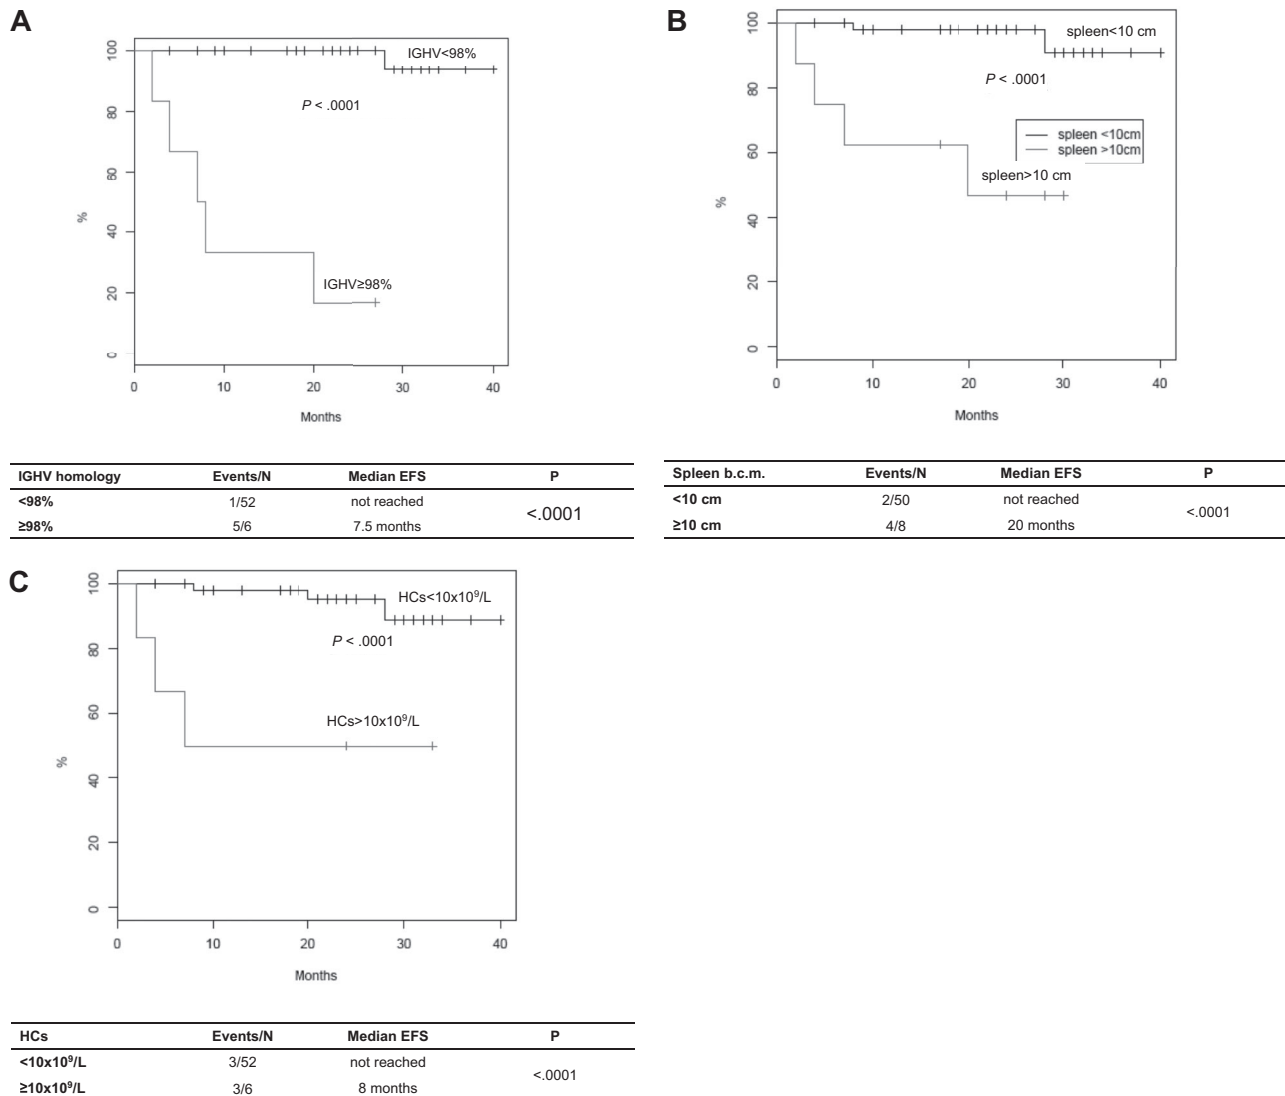 A
100
80
60
40
20
0
%
IGHV<98%
P < .0001
IGHV≥98%
0 10 20 30 40
Months
IGHV homology Events/N Median EFS P
<98% 1/52 not reached
<.0001
≥98% 5/6 7.5 months
B
100
80
60
40
20
0
%
spleen<10 cm
P < .0001
spleen <10cm
spleen >10cm
spleen>10 cm
0 10 20 30 40
Months
Spleen b.c.m. Events/N Median EFS P
<10 cm 2/50 not reached
<.0001
≥10 cm 4/8 20 months
C
100
80
60
40
20
0
%
HCs<10x10⁹/L
P < .0001
HCs>10x10⁹/L
0 10 20 30 40
Months
HCs Events/N Median EFS P
<10x10⁹/L 3/52 not reached
<.0001
≥10x10⁹/L 3/6 8 months